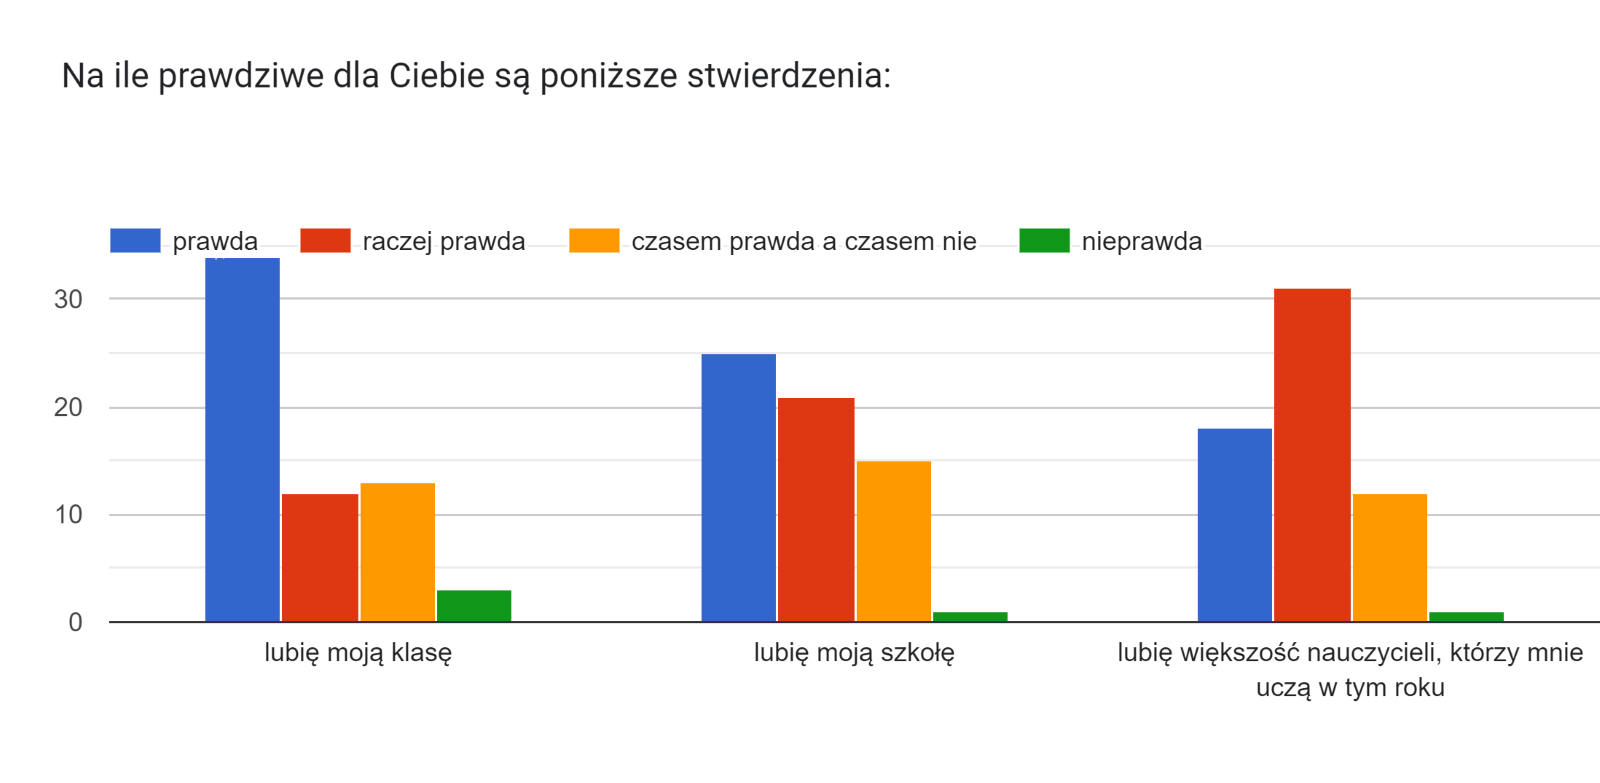 Na ile prawdziwe dla Ciebie są poniższe stwierdzenia:
prawda raczej prawda czasem prawda a czasem nie nieprawda
30
20
10
0
lubię moją klasę lubię moją szkołę lubię większość nauczycieli, którzy mnie
uczą w tym roku